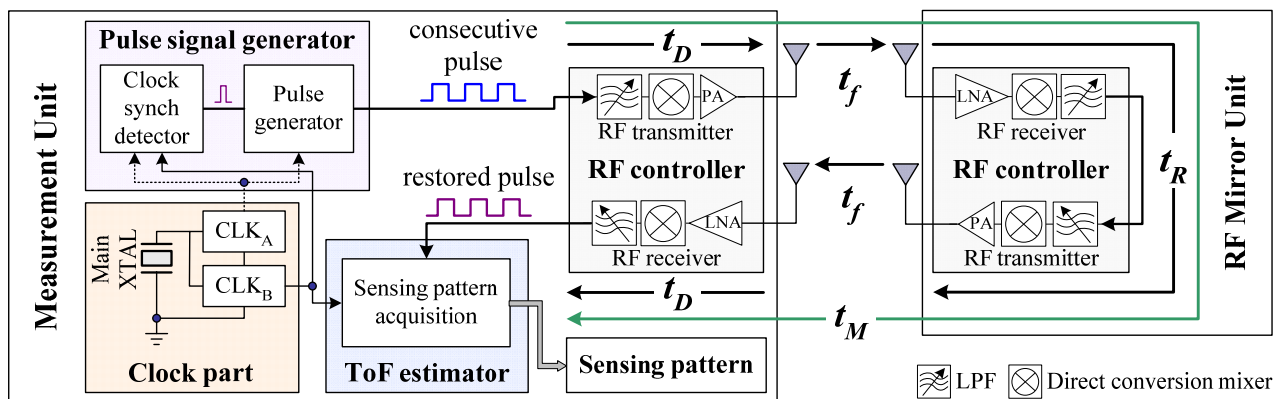 Measurement Unit
Pulse signal generator
Clock
synch
detector
Pulse
generator
consecutive
pulse
t_D
RF controller
PA
RF transmitter
t_f
LNA
RF receiver
RF controller
t_R
RF Mirror Unit
restored pulse
LNA
RF receiver
t_f
PA
RF transmitter
Main
XTAL
CLK_A
CLK_B
Clock part
Sensing pattern
acquisition
ToF estimator
t_D
t_M
Sensing pattern
LPF
Direct conversion mixer